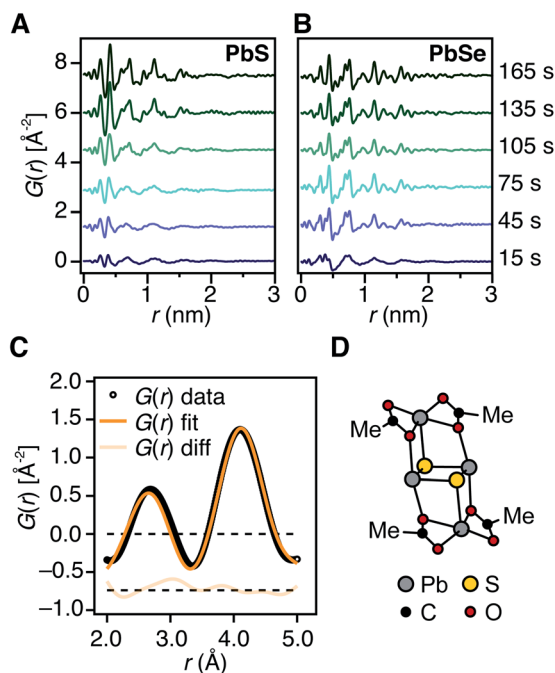 A
PbS
8
6
4
2
0
G(r) [Å⁻²]
0 1 2 3
r (nm)
B
PbSe
165 s
135 s
105 s
75 s
45 s
15 s
0 1 2 3
r (nm)
C
2.0
1.5
1.0
0.5
0.0
−0.5
−1.0
G(r) [Å⁻²]
G(r) data
G(r) fit
G(r) diff
2.0 3.0 4.0 5.0
r (Å)
D
Me
Me
Me
Me
Pb S
C O